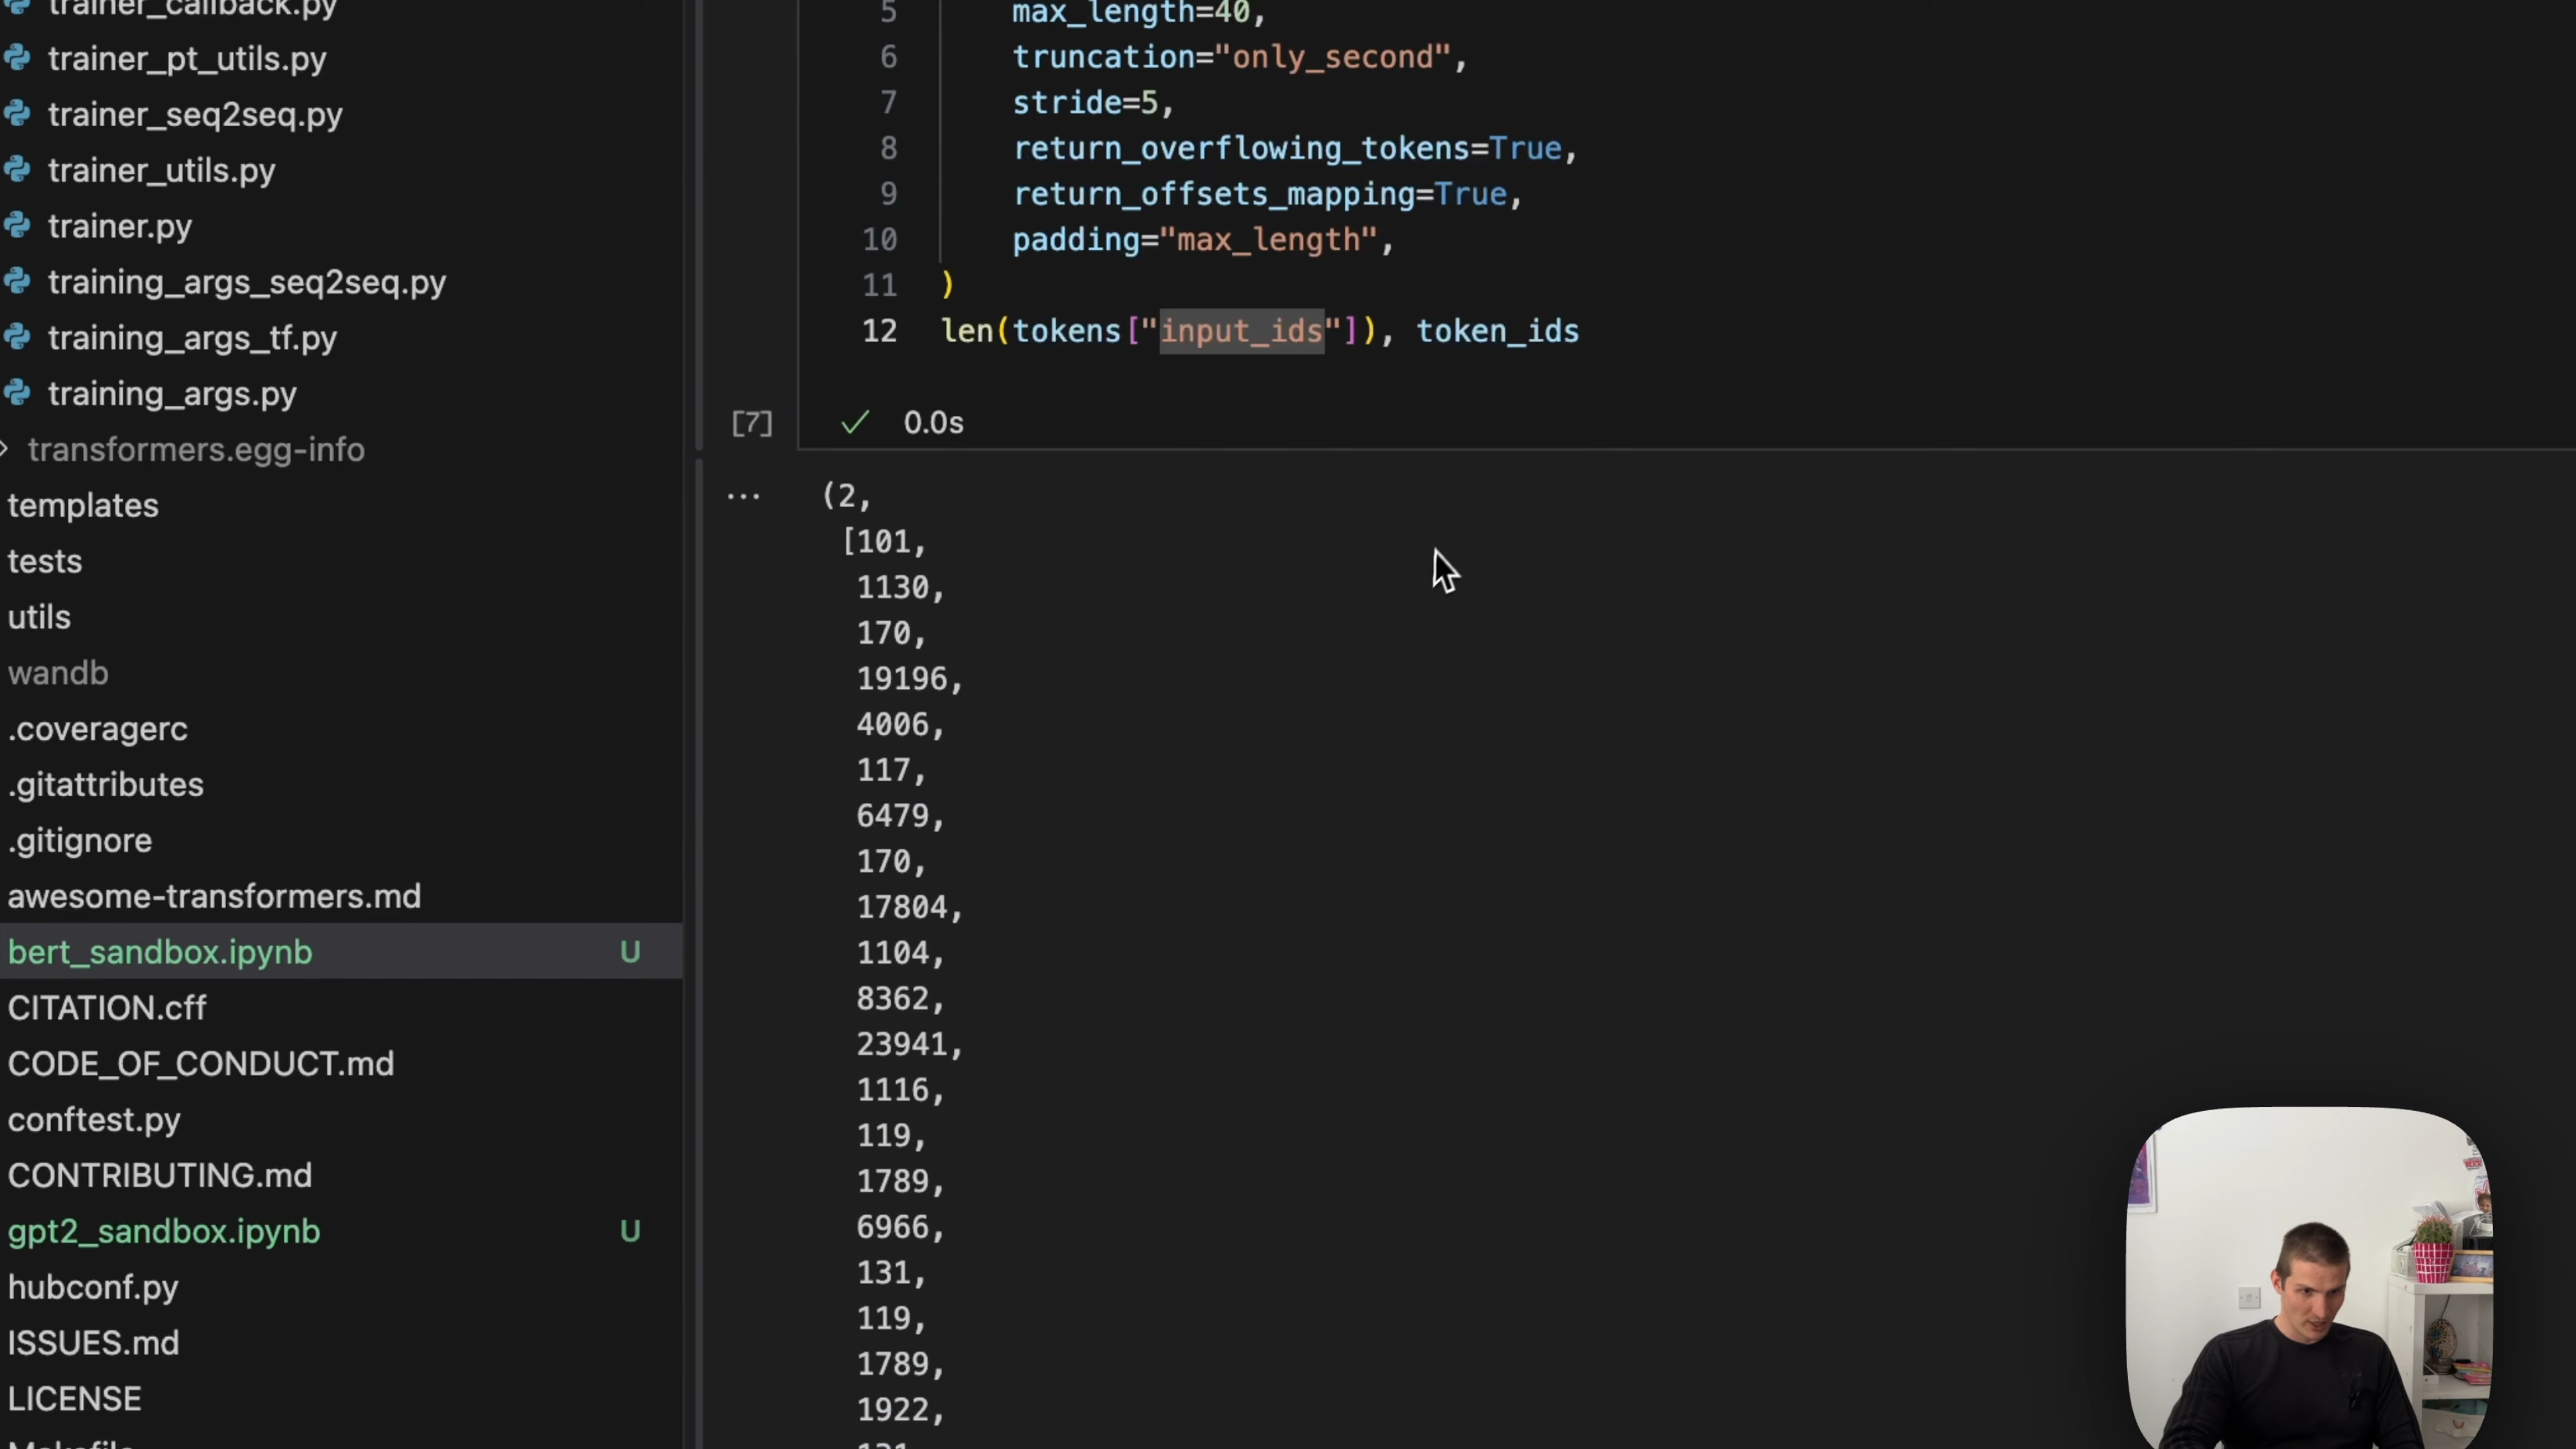 trainer_callback.py
trainer_pt_utils.py
trainer_seq2seq.py
trainer_utils.py
trainer.py
training_args_seq2seq.py
training_args_tf.py
training_args.py
transformers.egg-info
templates
tests
utils
wandb
.coveragerc
.gitattributes
.gitignore
awesome-transformers.md
bert_sandbox.ipynb U
CITATION.cff
CODE_OF_CONDUCT.md
conftest.py
CONTRIBUTING.md
gpt2_sandbox.ipynb U
hubconf.py
ISSUES.md
LICENSE
Makefile
5 max_length=40,
6 truncation="only_second",
7 stride=5,
8 return_overflowing_tokens=True,
9 return_offsets_mapping=True,
10 padding="max_length",
11 )
12 len(tokens["input_ids"]), token_ids
[7] ✓ 0.0s
... (2,
[101,
1130,
170,
19196,
4006,
117,
6479,
170,
17804,
1104,
8362,
23941,
1116,
119,
1789,
6966,
131,
119,
1789,
1922,
131,